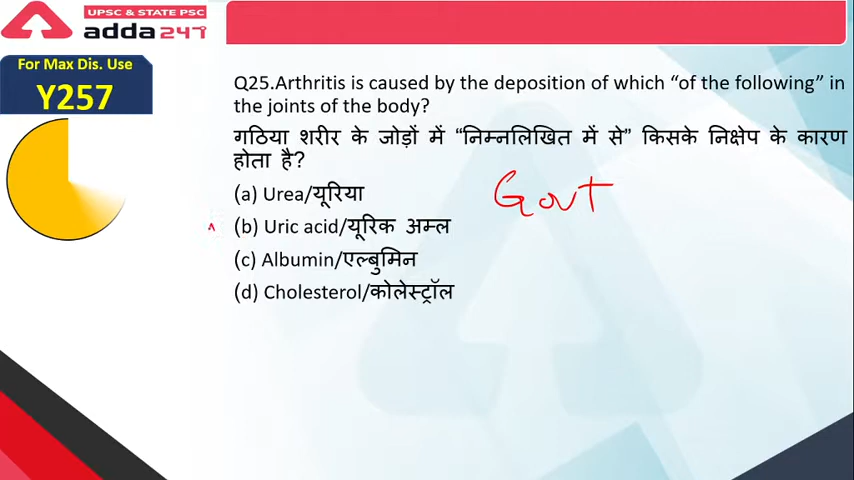 UPSC & STATE PSC
adda247
For Max Dis. Use
Y257
Q25.Arthritis is caused by the deposition of which “of the following” in
the joints of the body?
गठिया शरीर के जोड़ों में “निम्नलिखित में से” किसके निक्षेप के कारण
होता है?
(a) Urea/यूरिया
Gout
(b) Uric acid/यूरिक अम्ल
(c) Albumin/एल्बुमिन
(d) Cholesterol/कोलेस्ट्रॉल